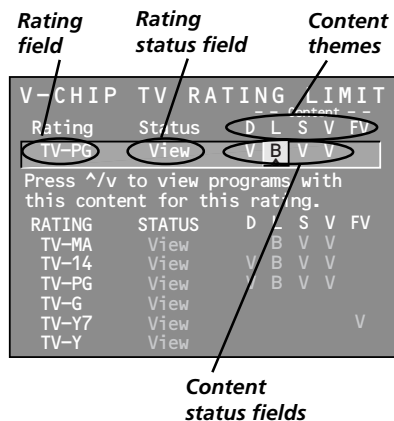 Rating field
Rating status field
Content themes
V-CHIP TV RATING LIMIT
- - Content - -
Rating Status D L S V FV
TV-PG View V B V V
Press ^/v to view programs with
this content for this rating.
RATING STATUS D L S V FV
TV-MA View B V V
TV-14 View V B V V
TV-PG View V B V V
TV-G View
TV-Y7 View V
TV-Y View
Content
status fields